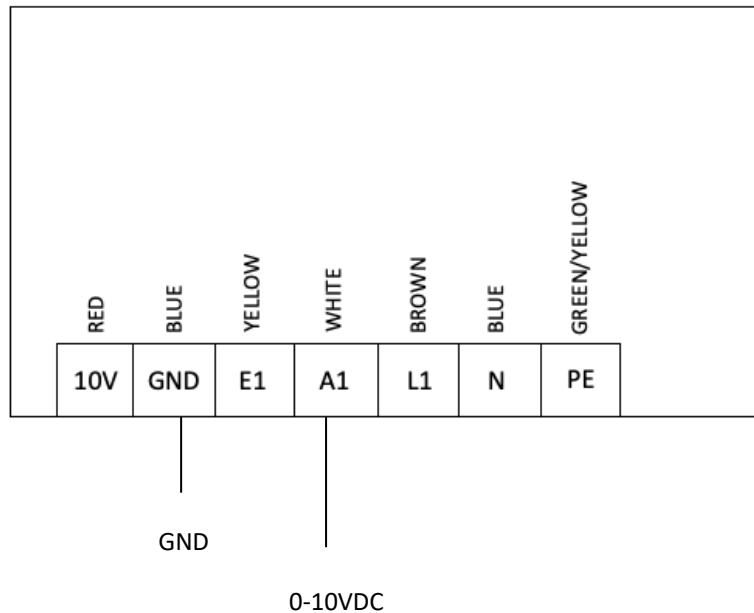 RED
BLUE
YELLOW
WHITE
BROWN
BLUE
GREEN/YELLOW
10V
GND
E1
A1
L1
N
PE
GND
0-10VDC